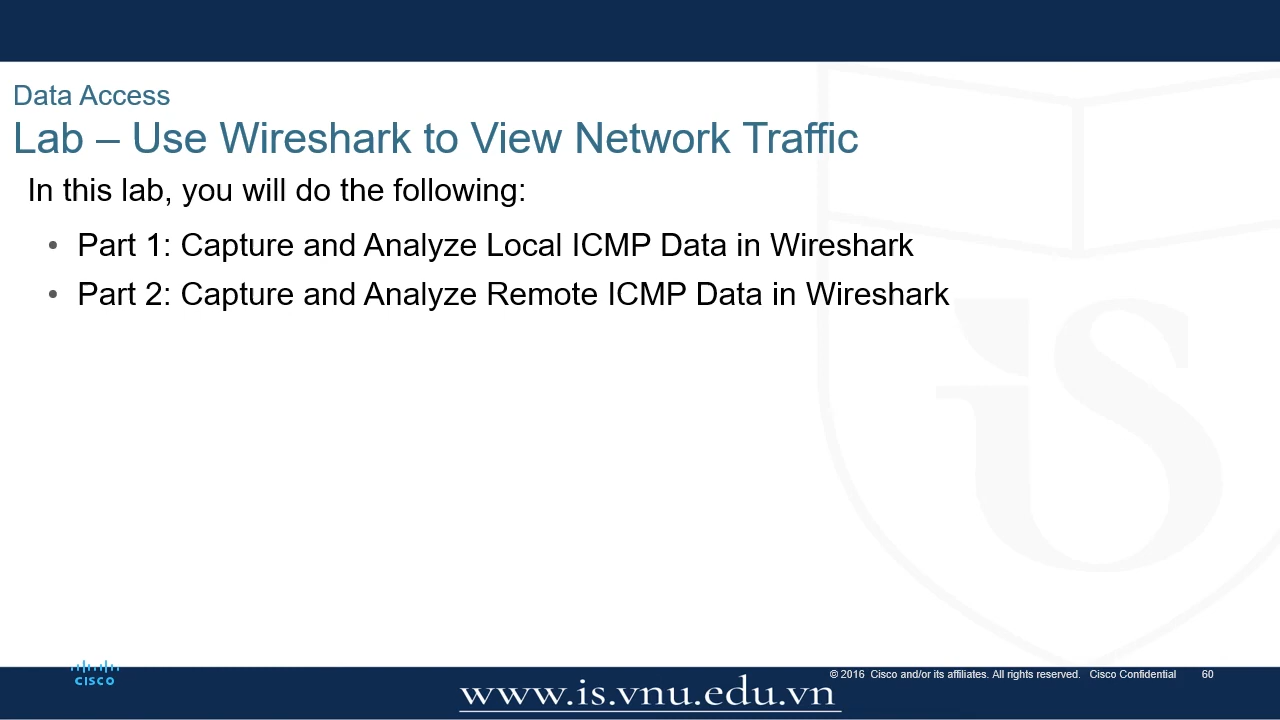 Data Access
Lab – Use Wireshark to View Network Traffic
In this lab, you will do the following:
• Part 1: Capture and Analyze Local ICMP Data in Wireshark
• Part 2: Capture and Analyze Remote ICMP Data in Wireshark
iS
CISCO
© 2016 Cisco and/or its affiliates. All rights reserved. Cisco Confidential 60
www.is.vnu.edu.vn